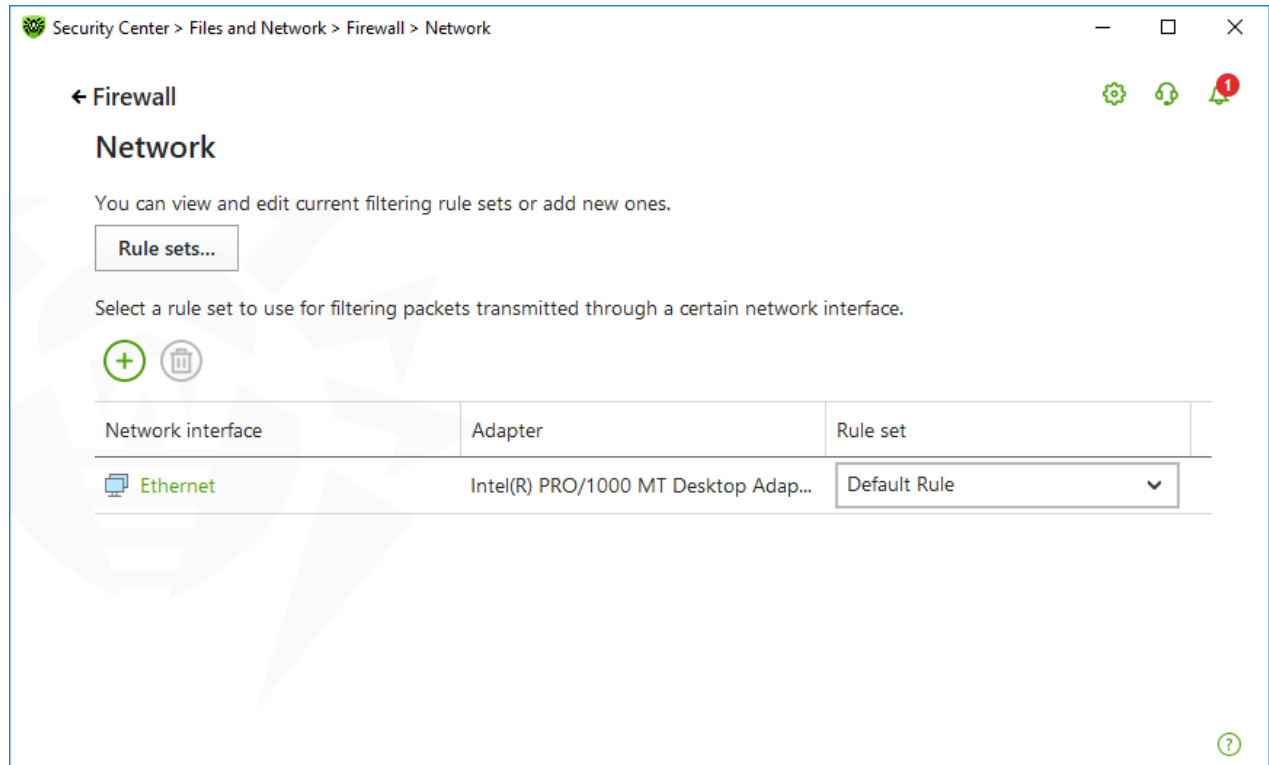 Security Center > Files and Network > Firewall > Network
Firewall
1
Network
You can view and edit current filtering rule sets or add new ones.
Rule sets...
Select a rule set to use for filtering packets transmitted through a certain network interface.
Network interface Adapter Rule set
Ethernet Intel(R) PRO/1000 MT Desktop Adap... Default Rule
?